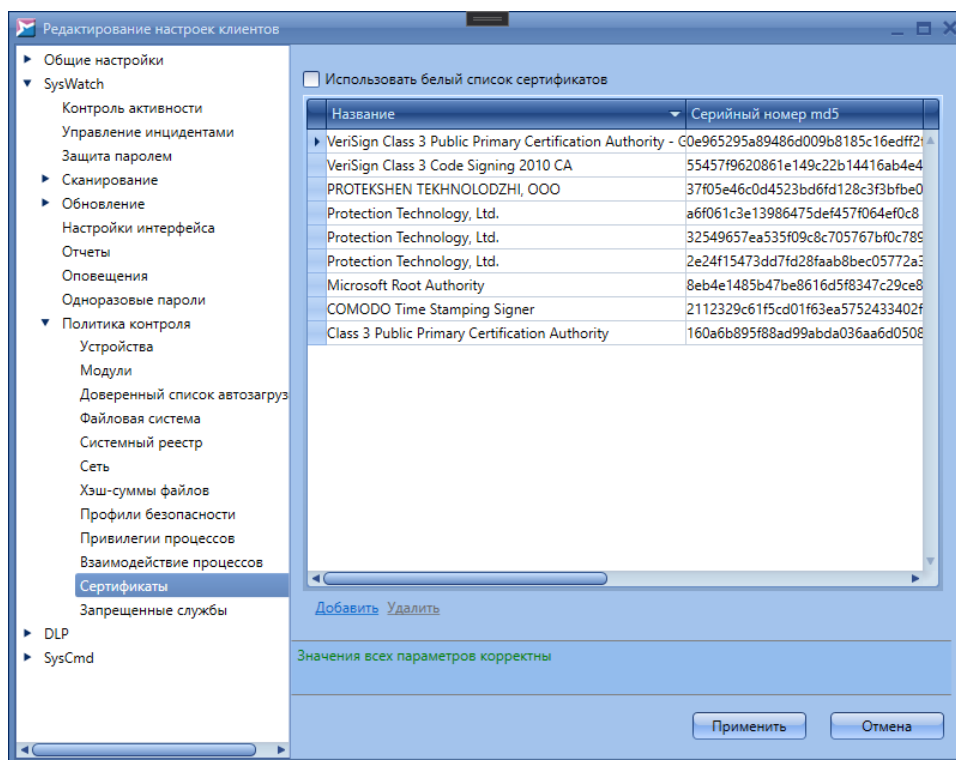 Редактирование настроек клиентов
Общие настройки
SysWatch
Контроль активности
Управление инцидентами
Защита паролем
Сканирование
Обновление
Настройки интерфейса
Отчеты
Оповещения
Одноразовые пароли
Политика контроля
Устройства
Модули
Доверенный список автозагруз
Файловая система
Системный реестр
Сеть
Хэш-суммы файлов
Профили безопасности
Привилегии процессов
Взаимодействие процессов
Сертификаты
Запрещенные службы
DLP
SysCmd
Использовать белый список сертификатов
Название Серийный номер md5
VeriSign Class 3 Public Primary Certification Authority - G 0e965295a89486d009b8185c16edff2
VeriSign Class 3 Code Signing 2010 CA 55457f9620861e149c22b14416ab4e4
PROTEKSHEN TEKHNOLODZHI, OOO 37f05e46c0d4523bd6fd128c3f3bfbe0
Protection Technology, Ltd. a6f061c3e13986475def457f064ef0c8
Protection Technology, Ltd. 32549657ea535f09c8c705767bf0c789
Protection Technology, Ltd. 2e24f15473dd7fd28faab8bec05772a3
Microsoft Root Authority 8eb4e1485b47be8616d5f8347c29ce8
COMODO Time Stamping Signer 2112329c61f5cd01f63ea5752433402f
Class 3 Public Primary Certification Authority 160a6b895f88ad99abda036aa6d0508
Добавить Удалить
Значения всех параметров корректны
Применить Отмена